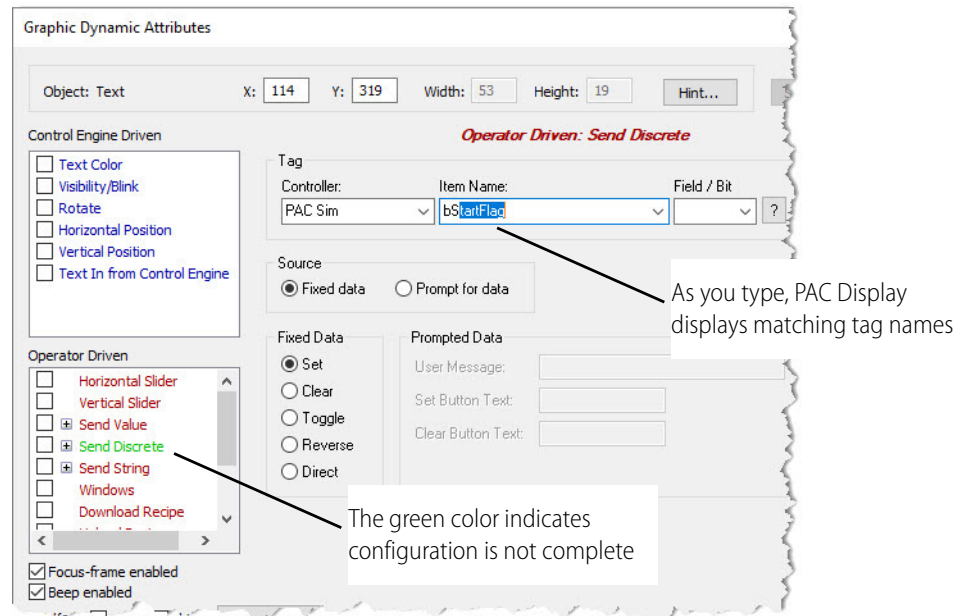 Graphic Dynamic Attributes
Object: Text X: 114 Y: 319 Width: 53 Height: 19 Hint...
Control Engine Driven
Operator Driven: Send Discrete
Text Color
Visibility/Blink
Rotate
Horizontal Position
Vertical Position
Text In from Control Engine
Tag
Controller: Item Name: Field / Bit
PAC Sim bStartFlag ?
Source
Fixed data Prompt for data
As you type, PAC Display
displays matching tag names
Operator Driven
Horizontal Slider
Vertical Slider
Send Value
Send Discrete
Send String
Windows
Download Recipe
Fixed Data
Set
Clear
Toggle
Reverse
Direct
Prompted Data
User Message:
Set Button Text:
Clear Button Text:
The green color indicates
configuration is not complete
Focus-frame enabled
Beep enabled